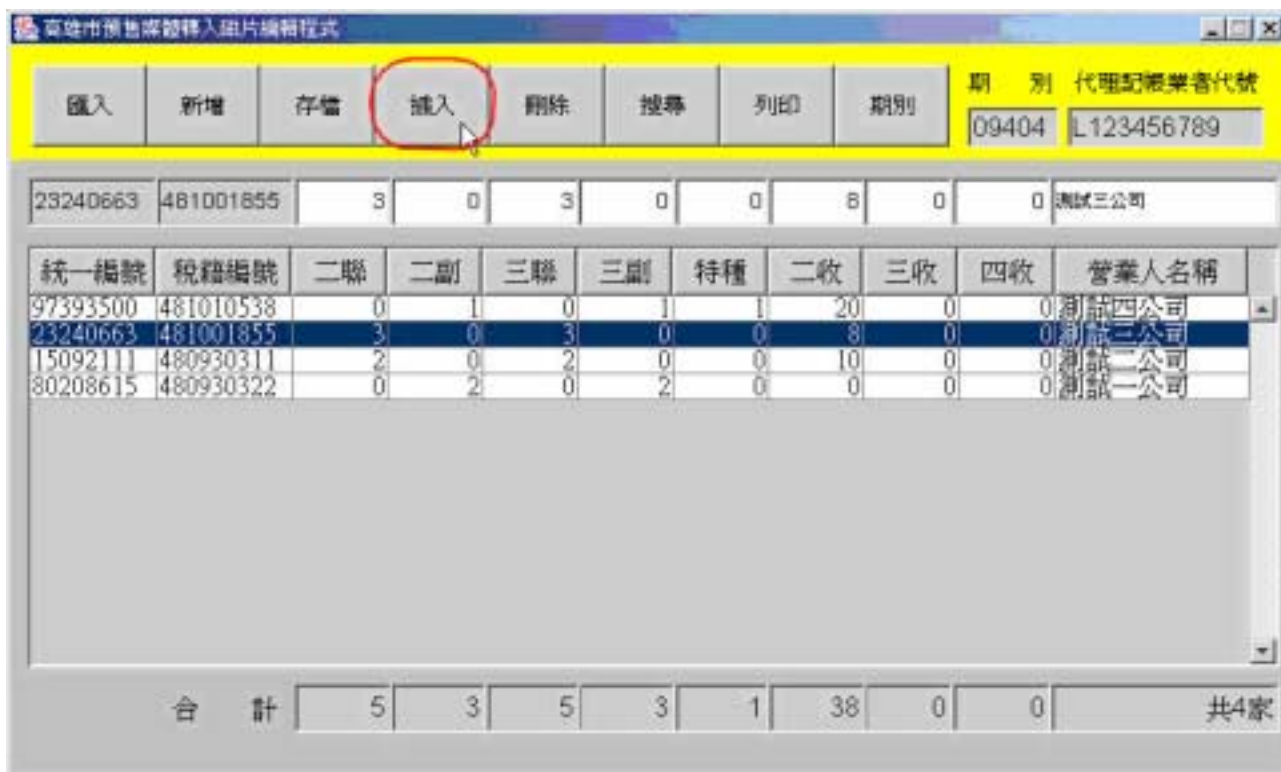 高雄市預售媒體轉入磁片編輯程式
匯入 新增 存檔 插入 刪除 搜尋 列印 期別
期 別 代理記帳業者代號
09404 L123456789
23240663 481001855 3 0 3 0 0 8 0 0 測試三公司
統一編號 稅籍編號 二聯 二副 三聯 三副 特種 二收 三收 四收 營業人名稱
97393500 481010538 0 1 0 1 1 20 0 0 測試四公司
23240663 481001855 3 0 3 0 0 8 0 0 測試三公司
15092111 480930311 2 0 2 0 0 10 0 0 測試二公司
80208615 480930322 0 2 0 2 0 0 0 0 測試一公司
合 計 5 3 5 3 1 38 0 0 共4家